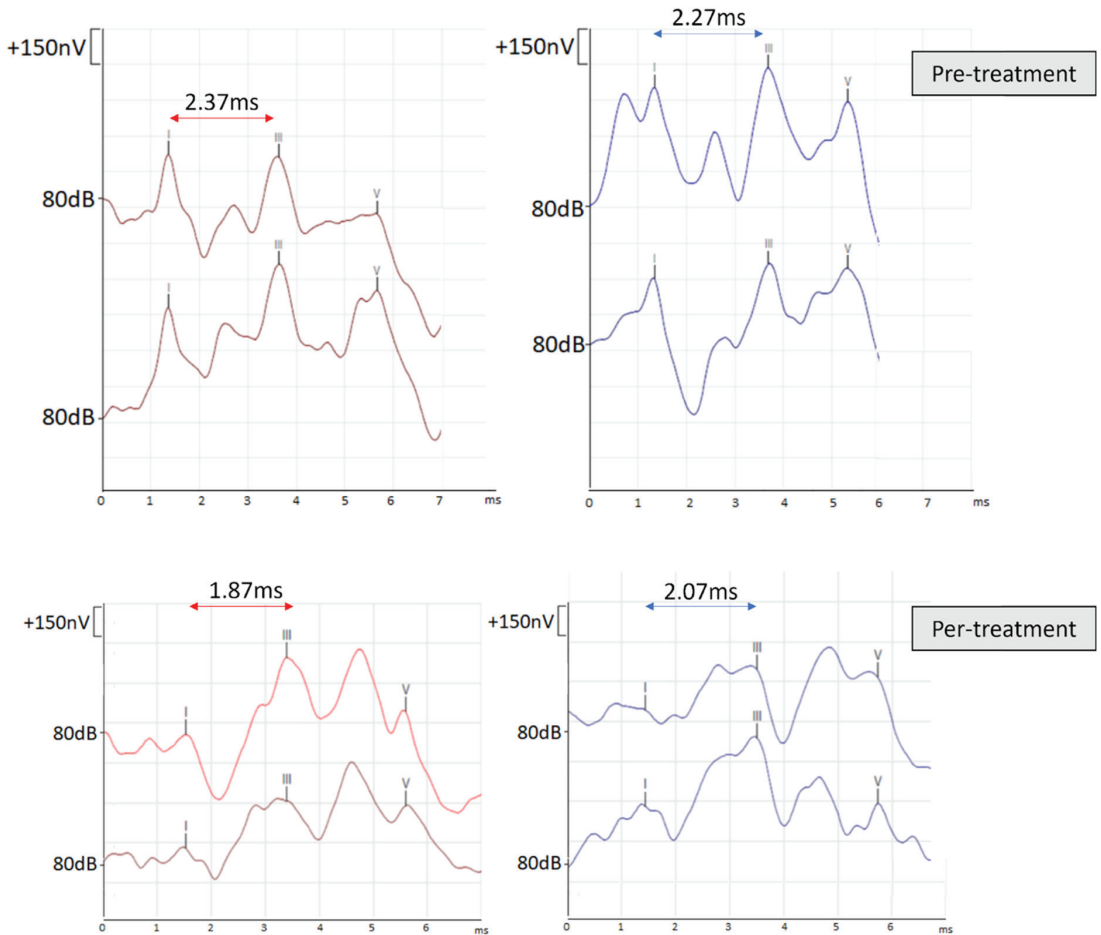 +150nV
2.37ms
I
III
V
80dB
I
III
V
80dB
0 1 2 3 4 5 6 7 ms
+150nV
2.27ms
Pre-treatment
I
III
V
80dB
I
III
V
80dB
0 1 2 3 4 5 6 7 ms
+150nV
1.87ms
I
III
V
80dB
I
III
V
80dB
0 1 2 3 4 5 6 ms
+150nV
2.07ms
Per-treatment
I
III
V
80dB
I
III
V
80dB
0 1 2 3 4 5 6 ms